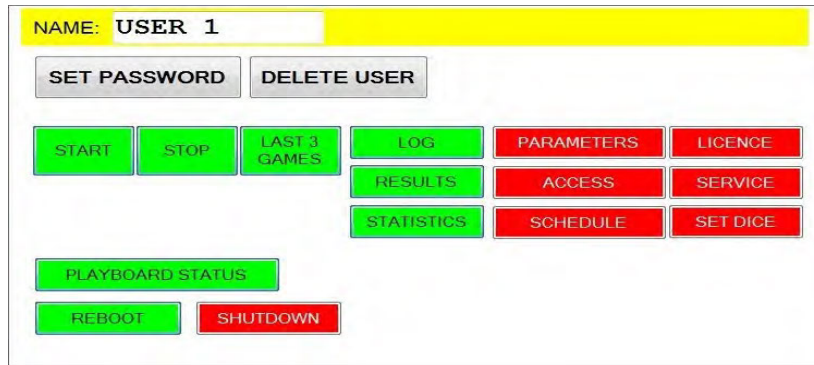 NAME: USER 1
SET PASSWORD DELETE USER
START STOP LAST 3 GAMES LOG PARAMETERS LICENCE
RESULTS ACCESS SERVICE
STATISTICS SCHEDULE SET DICE
PLAYBOARD STATUS
REBOOT SHUTDOWN